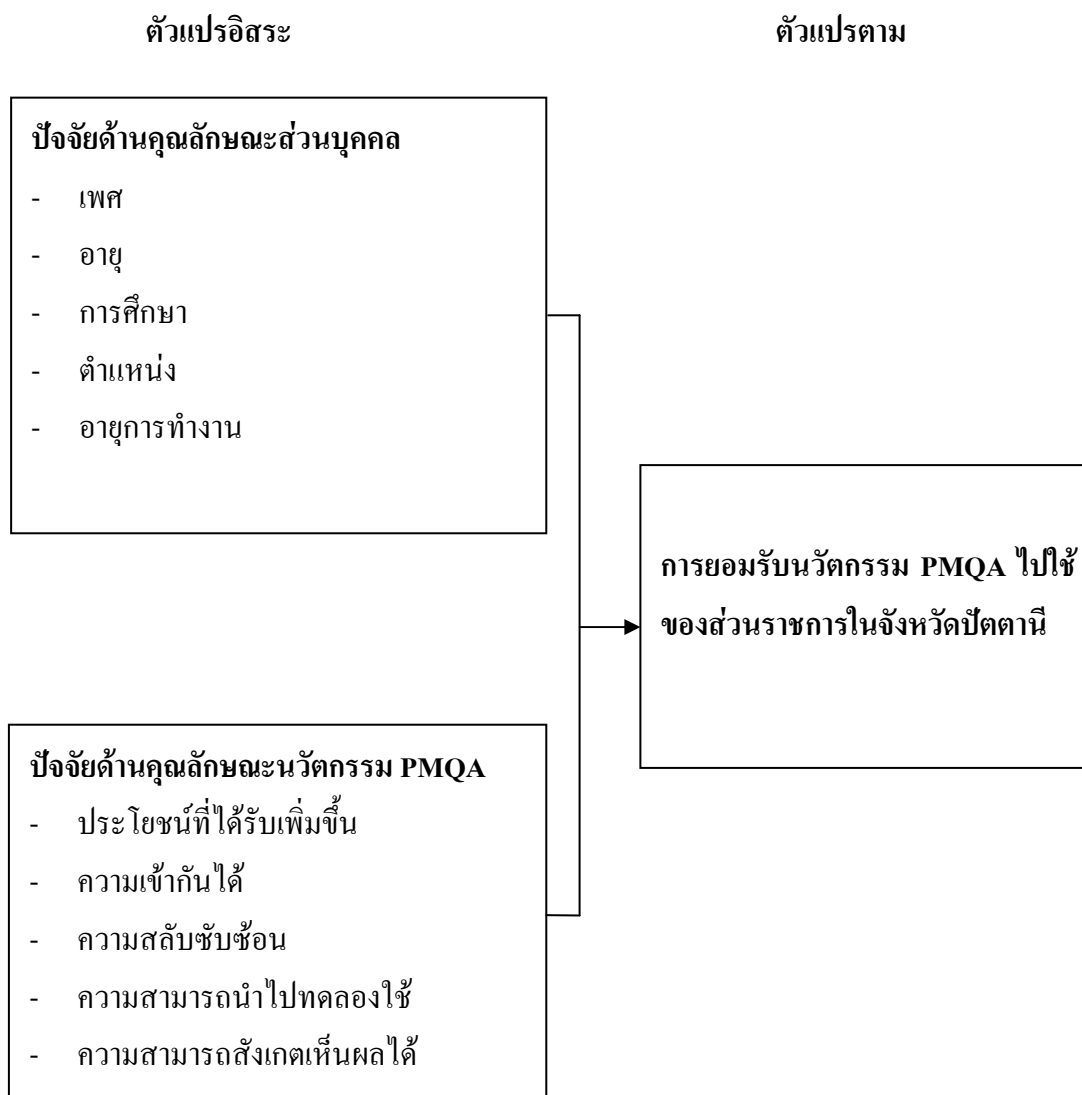 ตัวแปรอิสระ
ตัวแปรตาม
ปัจจัยด้านคุณลักษณะส่วนบุคคล
- เพศ
- อายุ
- การศึกษา
- ตำแหน่ง
- อายุการทำงาน
การยอมรับนวัตกรรม PMQA ไปใช้
ของส่วนราชการในจังหวัดปัตตานี
ปัจจัยด้านคุณลักษณะนวัตกรรม PMQA
- ประโยชน์ที่ได้รับเพิ่มขึ้น
- ความเข้ากันได้
- ความสลับซับซ้อน
- ความสามารถนำไปทดลองใช้
- ความสามารถสังเกตเห็นผลได้